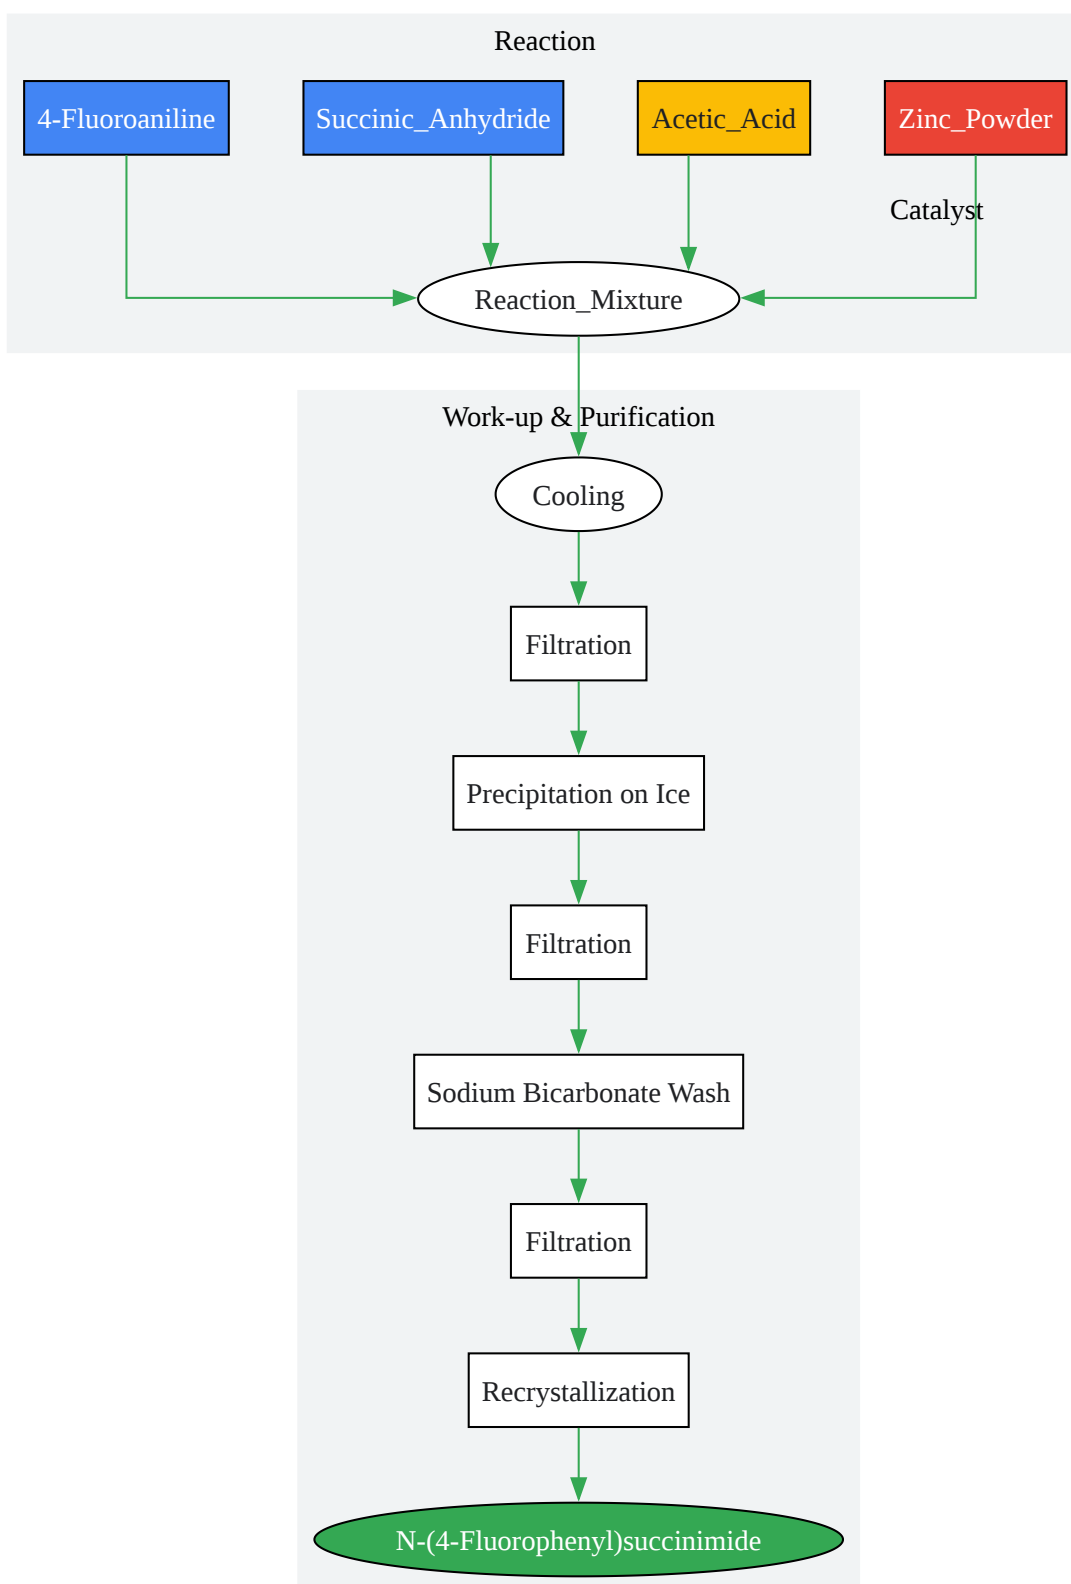 Reaction
4-Fluoroaniline
Succinic_Anhydride
Acetic_Acid
Zinc_Powder
Catalyst
Reaction_Mixture
Work-up & Purification
Cooling
Filtration
Precipitation on Ice
Filtration
Sodium Bicarbonate Wash
Filtration
Recrystallization
N-(4-Fluorophenyl)succinimide